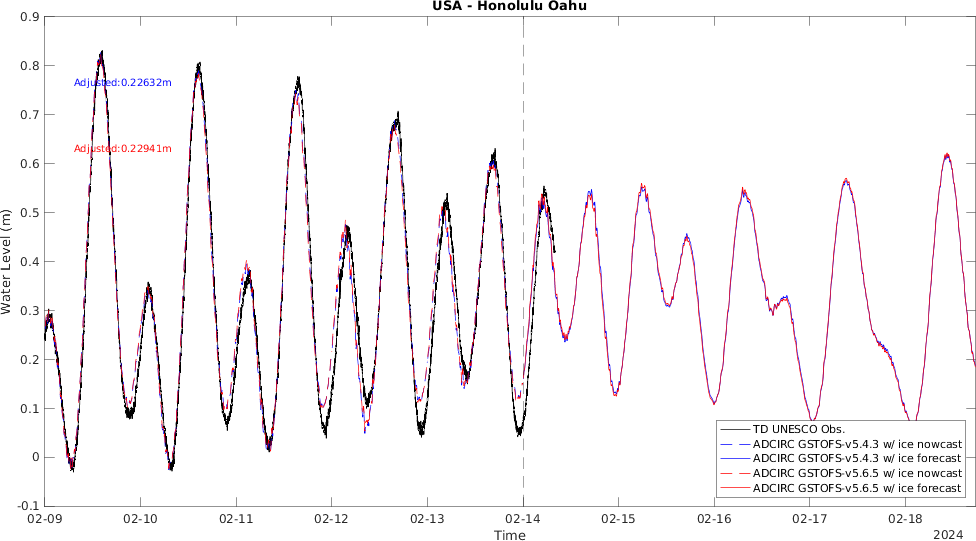 USA - Honolulu Oahu
0.9
0.8
0.7
0.6
0.5
0.4
0.3
0.2
0.1
0
-0.1
Water Level (m)
Adjusted:0.22632m
Adjusted:0.22941m
TD UNESCO Obs.
ADCIRC GSTOFS-v5.4.3 w/ ice nowcast
ADCIRC GSTOFS-v5.4.3 w/ ice forecast
ADCIRC GSTOFS-v5.6.5 w/ ice nowcast
ADCIRC GSTOFS-v5.6.5 w/ ice forecast
02-09 02-10 02-11 02-12 02-13 02-14 02-15 02-16 02-17 02-18
Time
2024